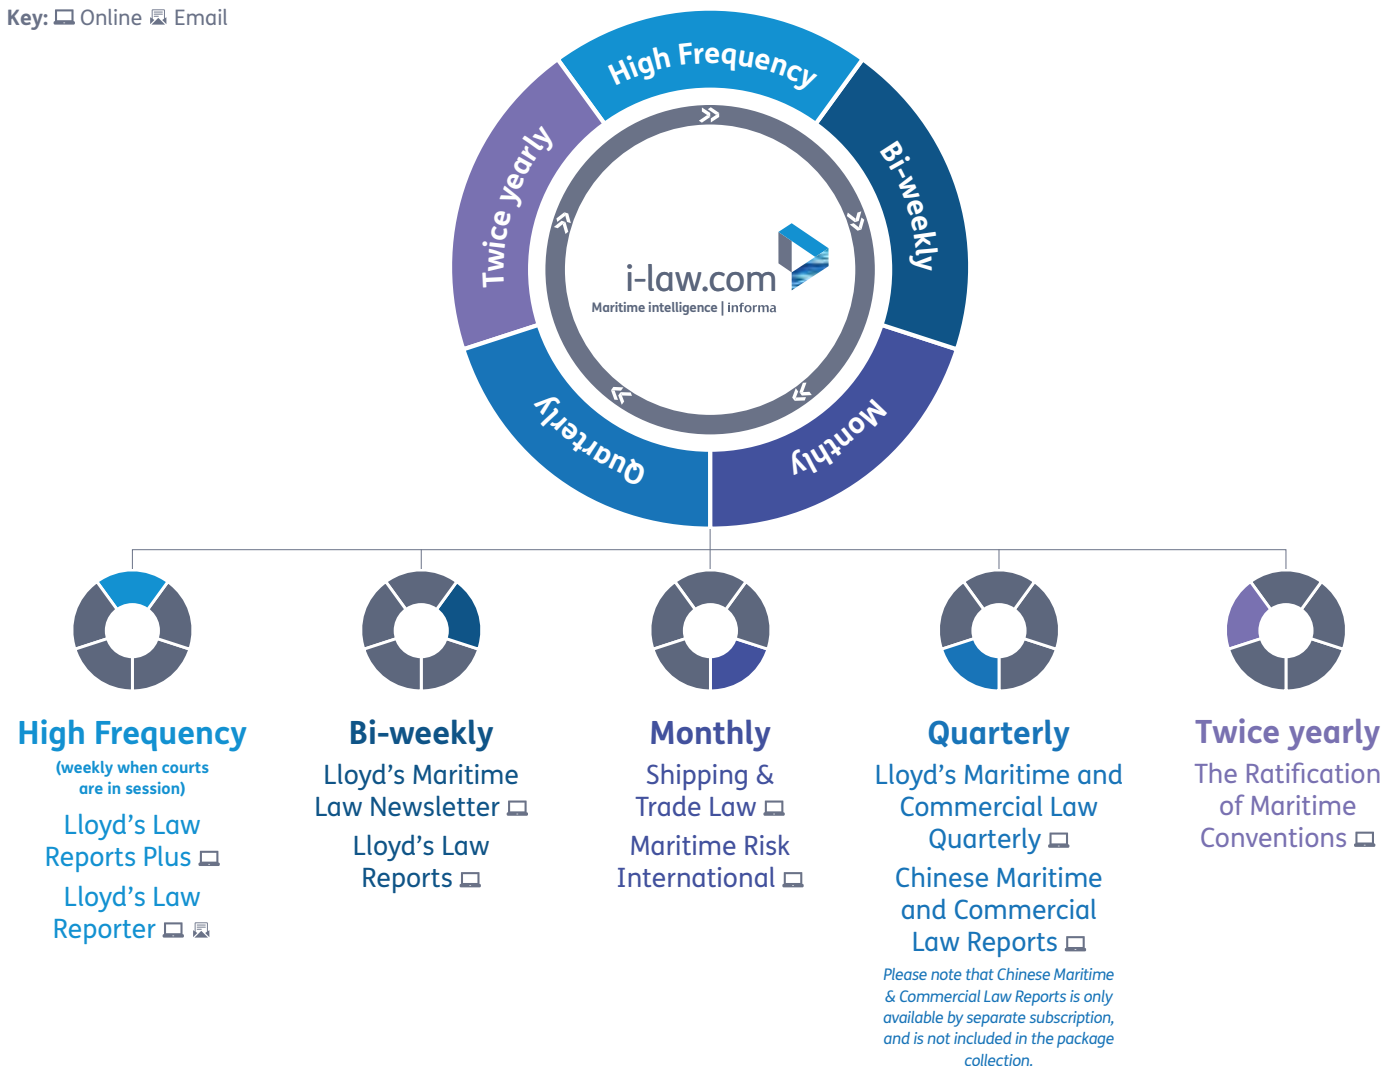 Key: Online Email
High Frequency
Bi-weekly
Monthly
Quarterly
Twice yearly
i-law.com
Maritime intelligence | informa
High Frequency
(weekly when courts
are in session)
Lloyd’s Law
Reports Plus
Lloyd’s Law
Reporter
Bi-weekly
Lloyd’s Maritime
Law Newsletter
Lloyd’s Law
Reports
Monthly
Shipping &
Trade Law
Maritime Risk
International
Quarterly
Lloyd’s Maritime and
Commercial Law
Quarterly
Chinese Maritime
and Commercial
Law Reports
Please note that Chinese Maritime
& Commercial Law Reports is only
available by separate subscription,
and is not included in the package
collection.
Twice yearly
The Ratification
of Maritime
Conventions